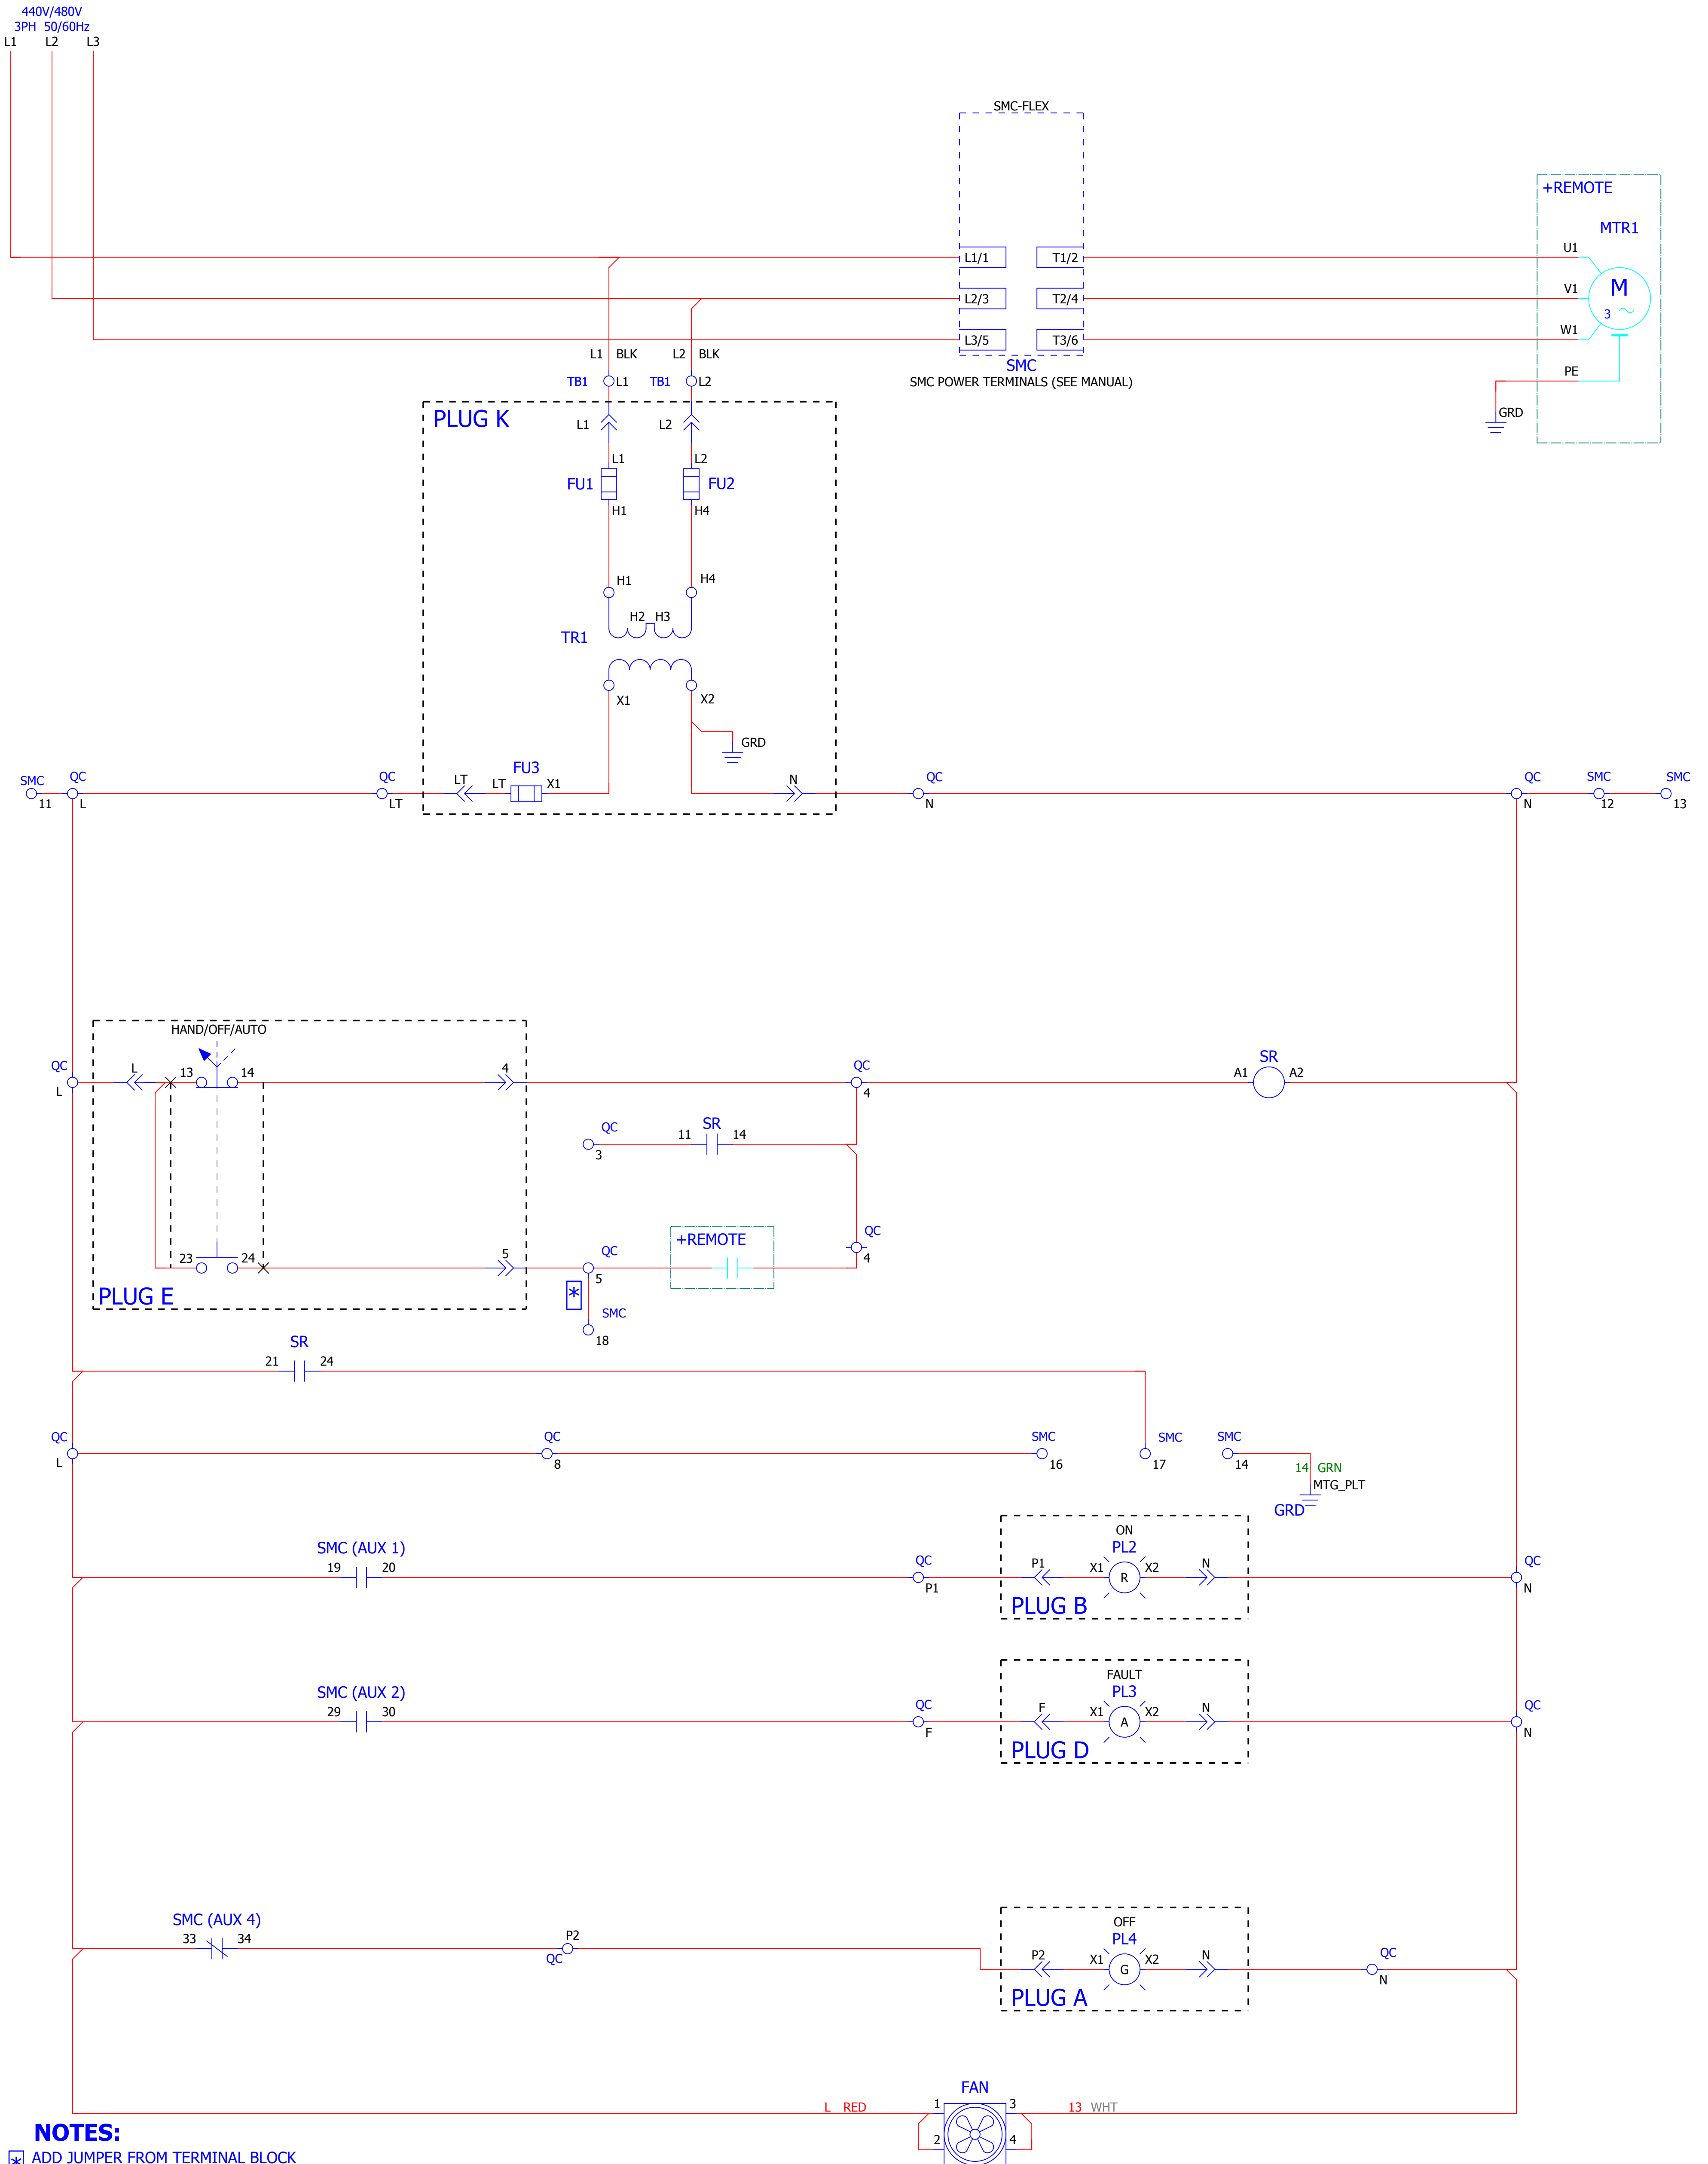 440V/480V
3PH 50/60Hz
L1 L2 L3
SMC-FLEX
+REMOTE
MTR1
U1
L1/1 T1/2
M
3
V1
L2/3 T2/4
W1
L3/5 T3/6
L1 BLK L2 BLK
SMC
SMC POWER TERMINALS (SEE MANUAL)
PE
TB1 L1 TB1 L2
GRD
PLUG K
L1 L2
L1 L2
FU1 FU2
H1 H4
H1 H4
H2 H3
TR1
X1 X2
GRD
SMC QC QC LT LT FU3 X1 N QC QC SMC SMC
11 L LT N N 12 13
HAND/OFF/AUTO
QC L 13 14 4 QC SR
L 4 A1 A2
QC 11 SR 14
3
QC
+REMOTE
4
23 24 5 QC
5
PLUG E
*
SMC
18
SR
21 24
QC QC SMC SMC SMC
L 8 16 17 14
14 GRN
MTG_PLT
GRD
ON
SMC (AUX 1) PL2
19 20 QC P1 X1 R X2 N QC
P1 N
PLUG B
FAULT
SMC (AUX 2) PL3
29 30 QC F X1 A X2 N QC
F N
PLUG D
OFF
SMC (AUX 4) PL4
33 34 P2
QC
P2 X1 G X2 N QC
N
PLUG A
FAN
L RED 1 3 13 WHT
2 4
NOTES:
* ADD JUMPER FROM TERMINAL BLOCK